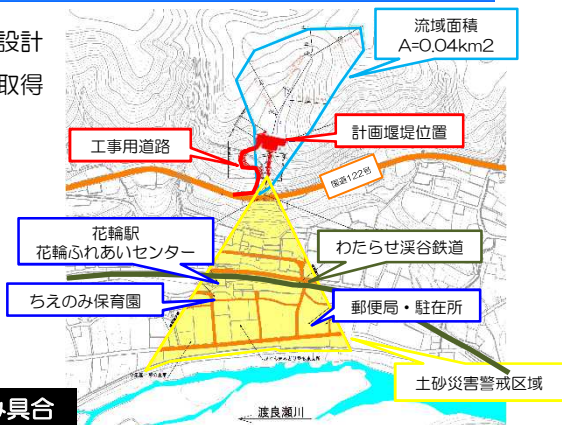 設計
取得
流域面積
A=0.04km2
計画堰堤位置
工事用道路
国道122号
花輪駅
花輪ふれあいセンター
わたらせ渓谷鉄道
ちえのみ保育園
郵便局・駐在所
土砂災害警戒区域
渡良瀬川
み具合